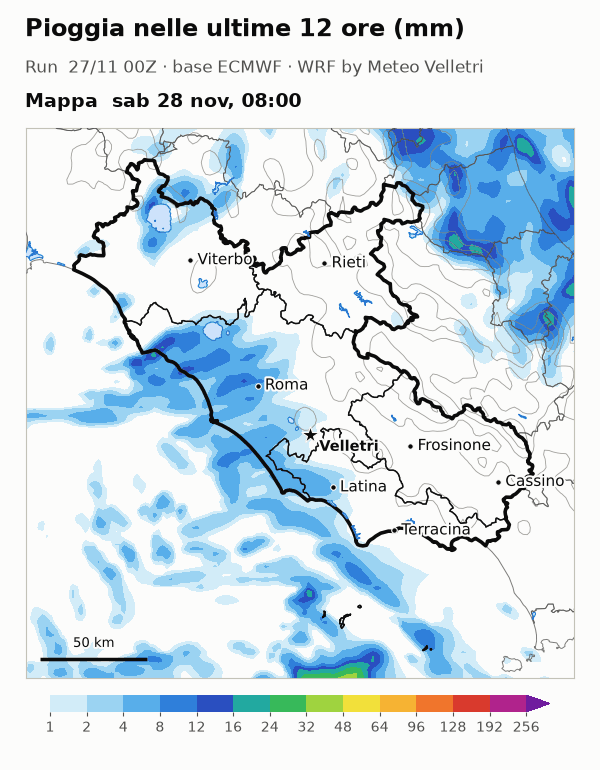 Pioggia nelle ultime 12 ore (mm)
Run 27/11 00Z · base ECMWF · WRF by Meteo Velletri
Mappa sab 28 nov, 08:00
Viterbo
Rieti
Roma
Velletri
Frosinone
Latina
Cassino
Terracina
50 km
1 2 4 8 12 16 24 32 40 48 64 96 128 192 256